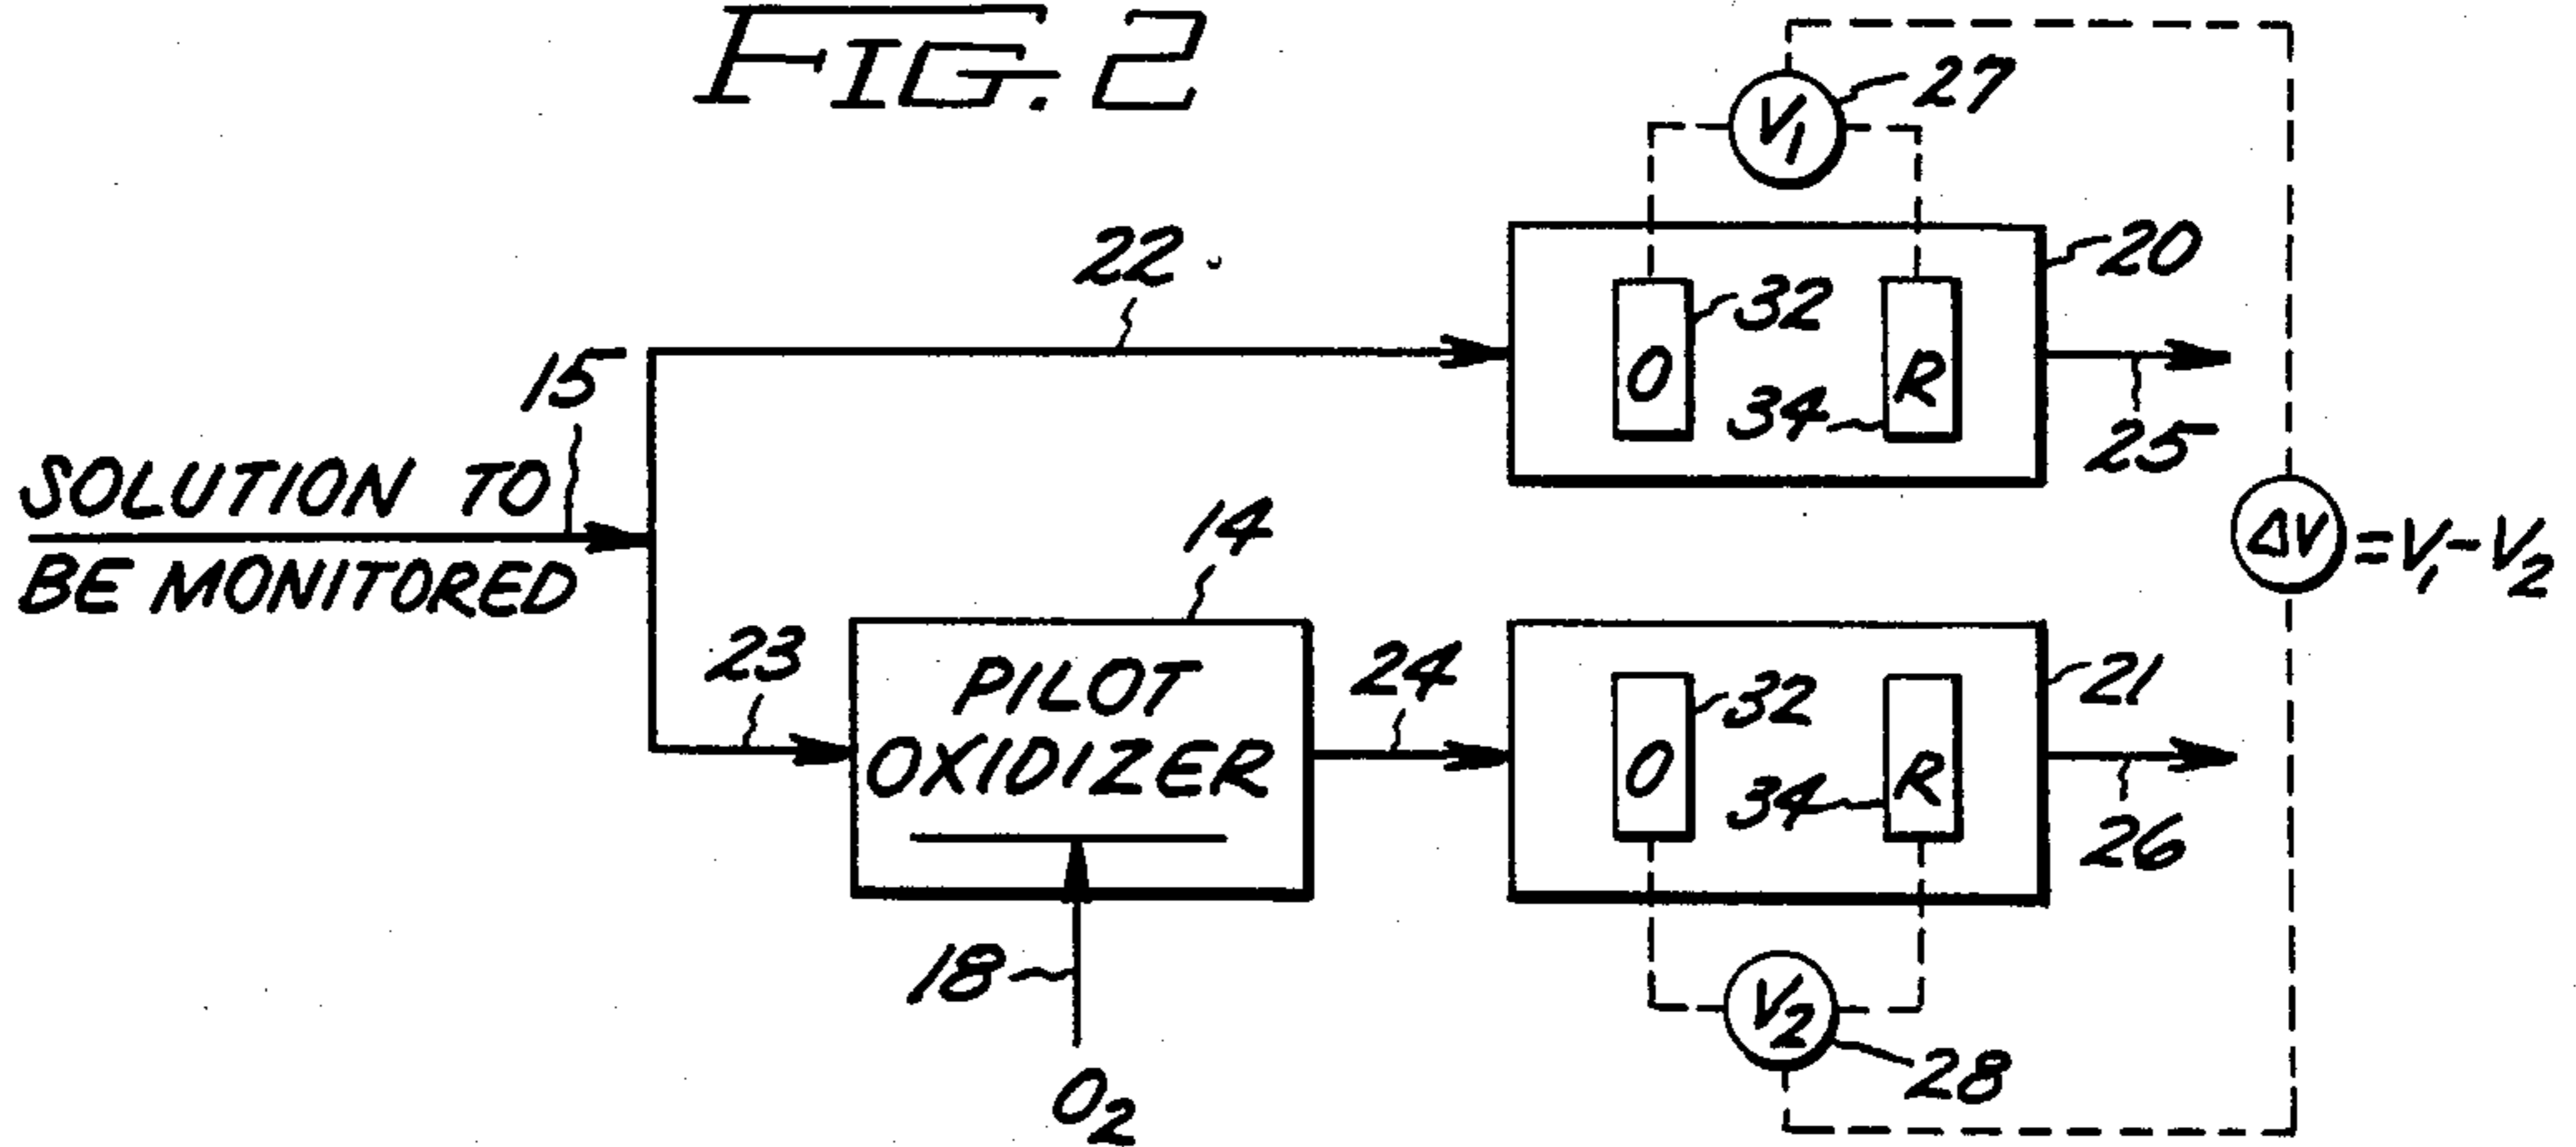 FIG. 2
27
V1
22
20
32
O
R
34
25
15
SOLUTION TO
BE MONITORED
ΔV = V1 - V2
14
23
PILOT
OXIDIZER
24
32
O
R
34
21
26
18
O2
V2
28